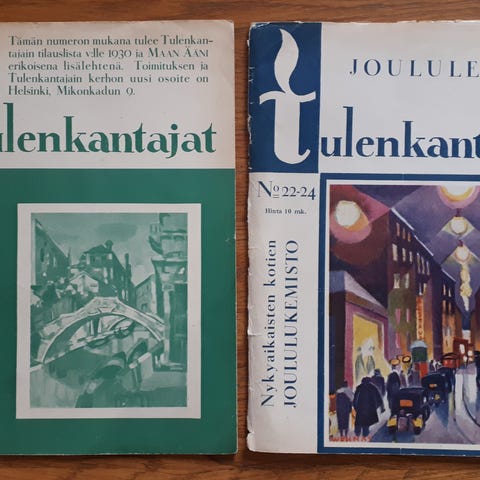 Tämän numeron mukana tulee Tulenkan-
tajain tilauslista v:lle 1930 ja MAAN ÄÄNI
erikoisena lisälehtenä. Toimituksen ja
Tulenkantajain kerhon uusi osoite on
Helsinki, Mikonkadun 9.
ulenkantajat
JOULULE
tulenkanta
No 22-24
Hinta 10 mk.
Nykyaikaisten kotien
JOULULUKEMISTO